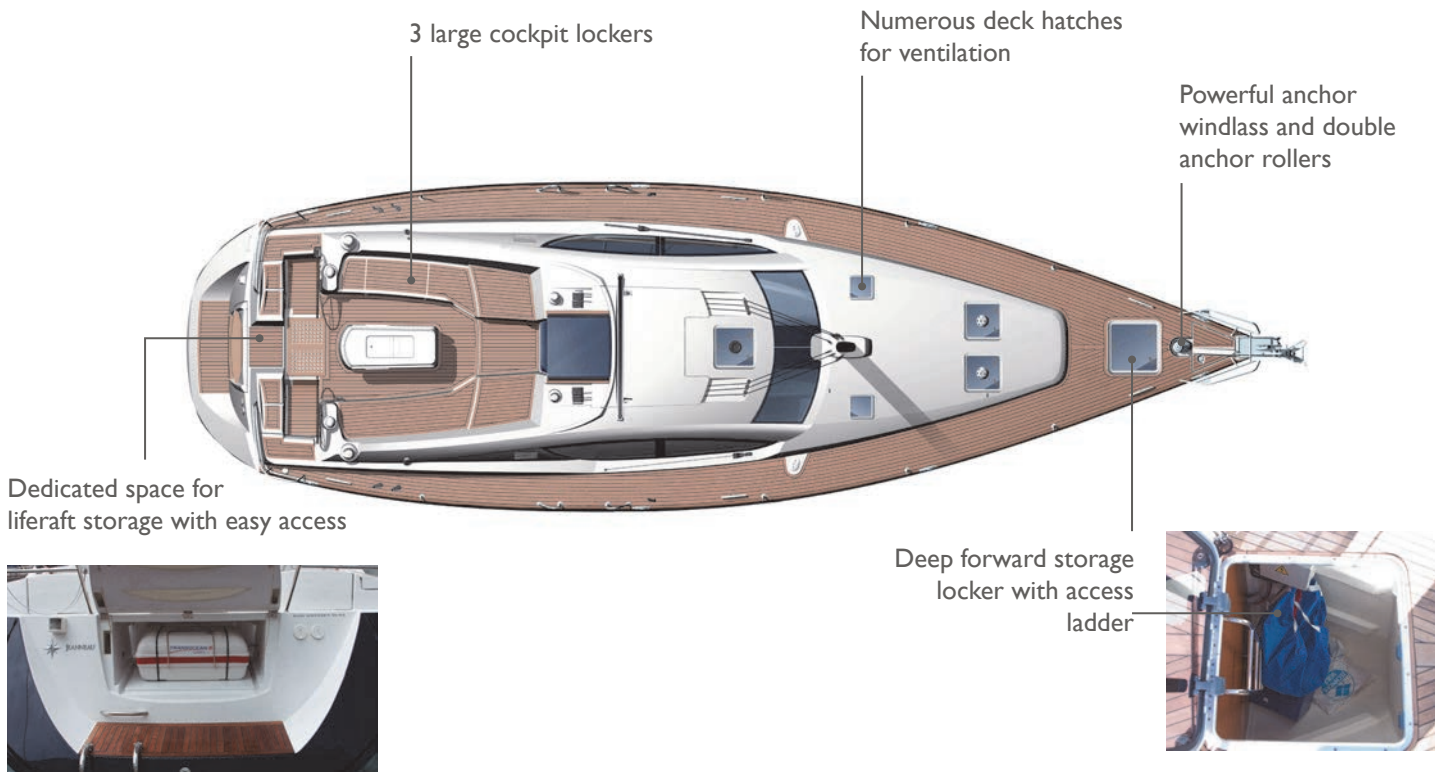 3 large cockpit lockers
Numerous deck hatches
for ventilation
Powerful anchor
windlass and double
anchor rollers
Dedicated space for
liferaft storage with easy access
Deep forward storage
locker with access
ladder
JEANNEAU